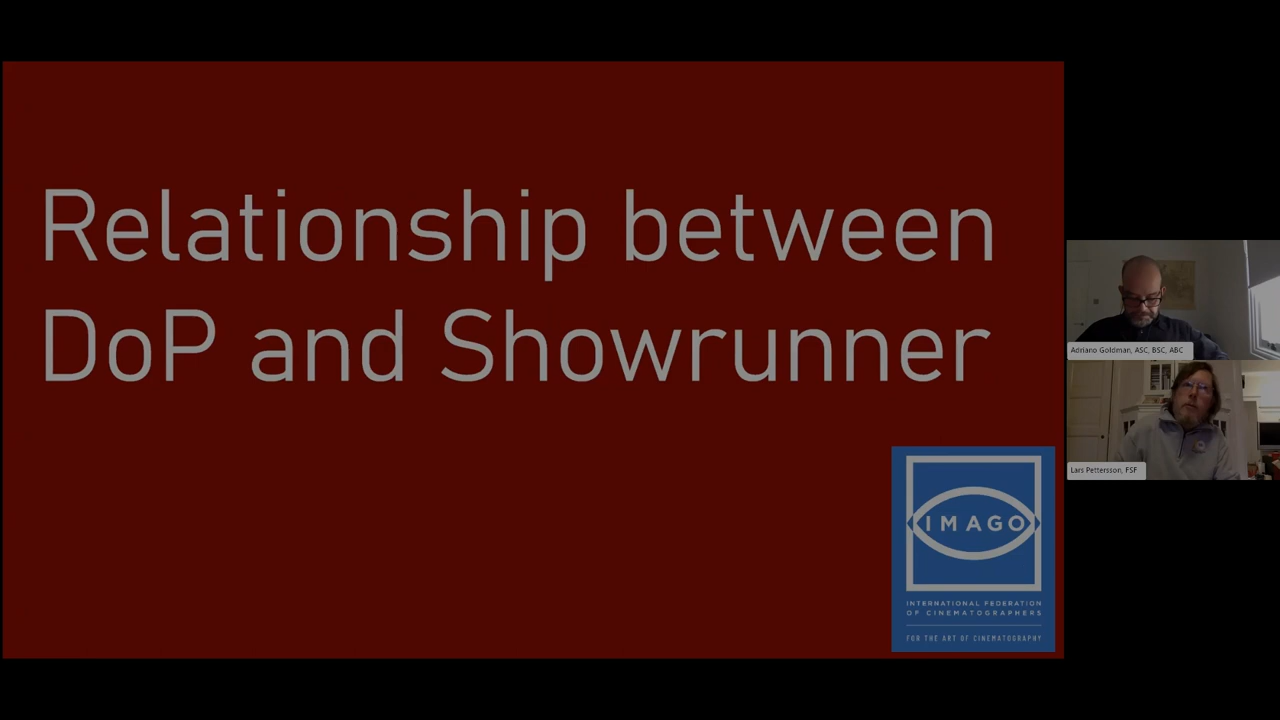 Relationship between
DoP and Showrunner
IMAGO
INTERNATIONAL FEDERATION
OF CINEMATOGRAPHERS
FOR THE ART OF CINEMATOGRAPHY
Adriano Goldman, ASC, BSC, ABC
Lars Pettersson, FSF